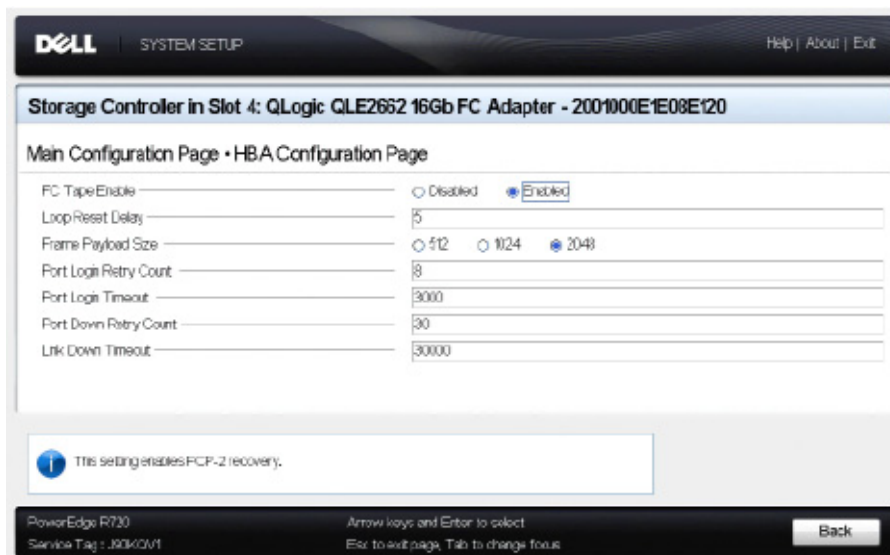 DELL SYSTEM SETUP Help | About | Exit
Storage Controller in Slot 4: QLogic QLE2662 16Gb FC Adapter - 2001000E1E08E120
Main Configuration Page • HBA Configuration Page
FC Tape Enable Disabled Enabled
Loop Reset Delay 5
Frame Payload Size 512 1024 2048
Port Login Retry Count 8
Port Login Timeout 3000
Port Down Retry Count 30
Link Down Timeout 30000
This setting enables FCP-2 recovery.
PowerEdge R720 Arrow keys and Enter to select
Service Tag : Esc to exit page, Tab to change focus
Back